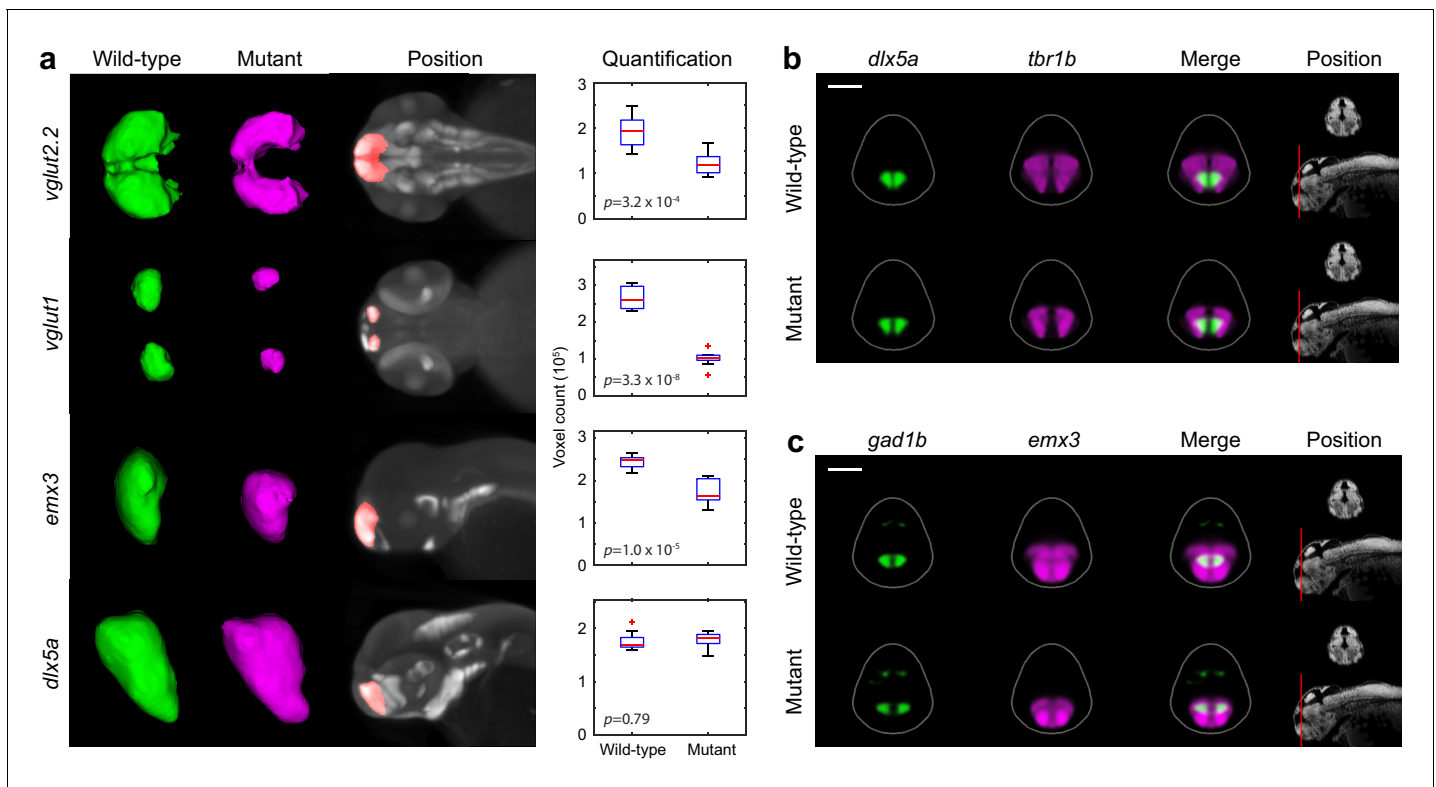 a
Wild-type Mutant Position Quantification
vglut2.2
3
2
1
0
p=3.2 x 10-4
vglut1
3
2
1
0
p=3.3 x 10-8
Voxel count (10⁵)
emx3
3
2
1
0
p=1.0 x 10-5
dlx5a
2
1
0
p=0.79
Wild-type Mutant
b
dlx5a tbr1b Merge Position
Wild-type
Mutant
c
gad1b emx3 Merge Position
Wild-type
Mutant